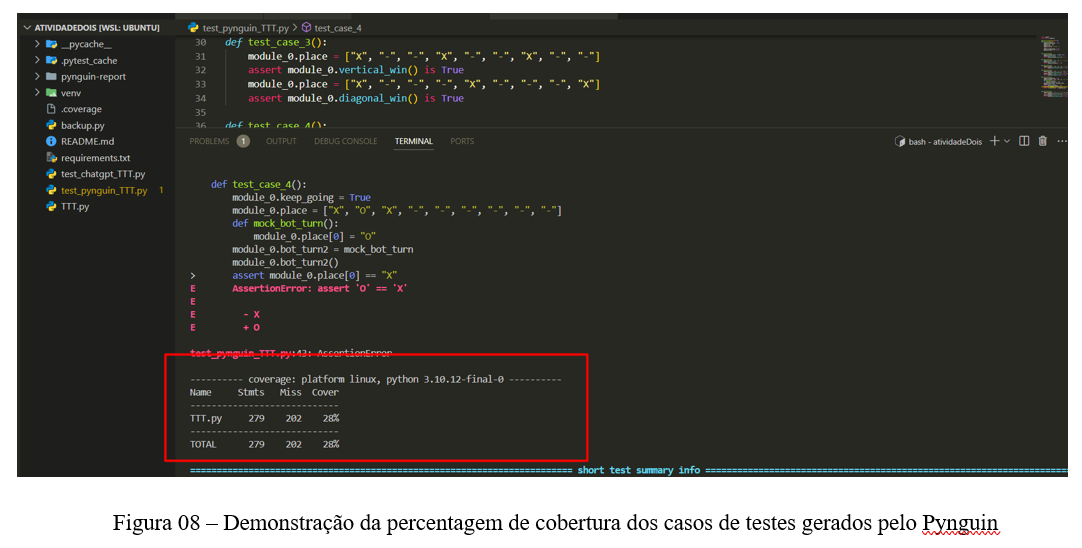 ATIVIDADEDOIS [WSL: UBUNTU]
__pycache__
.pytest_cache
pynguin-report
venv
.coverage
backup.py
README.md
requirements.txt
test_chatgpt_TTT.py
test_pynguin_TTT.py 1
TTT.py
test_pynguin_TTT.py > test_case_4
30 def test_case_3():
31 module_0.place = ["X", "-", "-", "X", "-", "-", "X", "-", "-"]
32 assert module_0.vertical_win() is True
33 module_0.place = ["X", "-", "-", "-", "X", "-", "-", "-", "X"]
34 assert module_0.diagonal_win() is True
35
36 def test_case_4():
PROBLEMS 1 OUTPUT DEBUG CONSOLE TERMINAL PORTS bash - atividadeDois
def test_case_4():
module_0.keep_going = True
module_0.place = ["X", "O", "X", "-", "-", "-", "-", "-", "-"]
def mock_bot_turn():
module_0.place[0] = "O"
module_0.bot_turn2 = mock_bot_turn
module_0.bot_turn2()
> assert module_0.place[0] == "X"
E AssertionError: assert 'O' == 'X'
E
E - X
E + O
test_pynguin_TTT.py:43: AssertionError
---------- coverage: platform linux, python 3.10.12-final-0 ----------
Name Stmts Miss Cover
----------------------------
TTT.py 279 202 28%
----------------------------
TOTAL 279 202 28%
short test summary info
Figura 08 – Demonstração da percentagem de cobertura dos casos de testes gerados pelo Pynguin